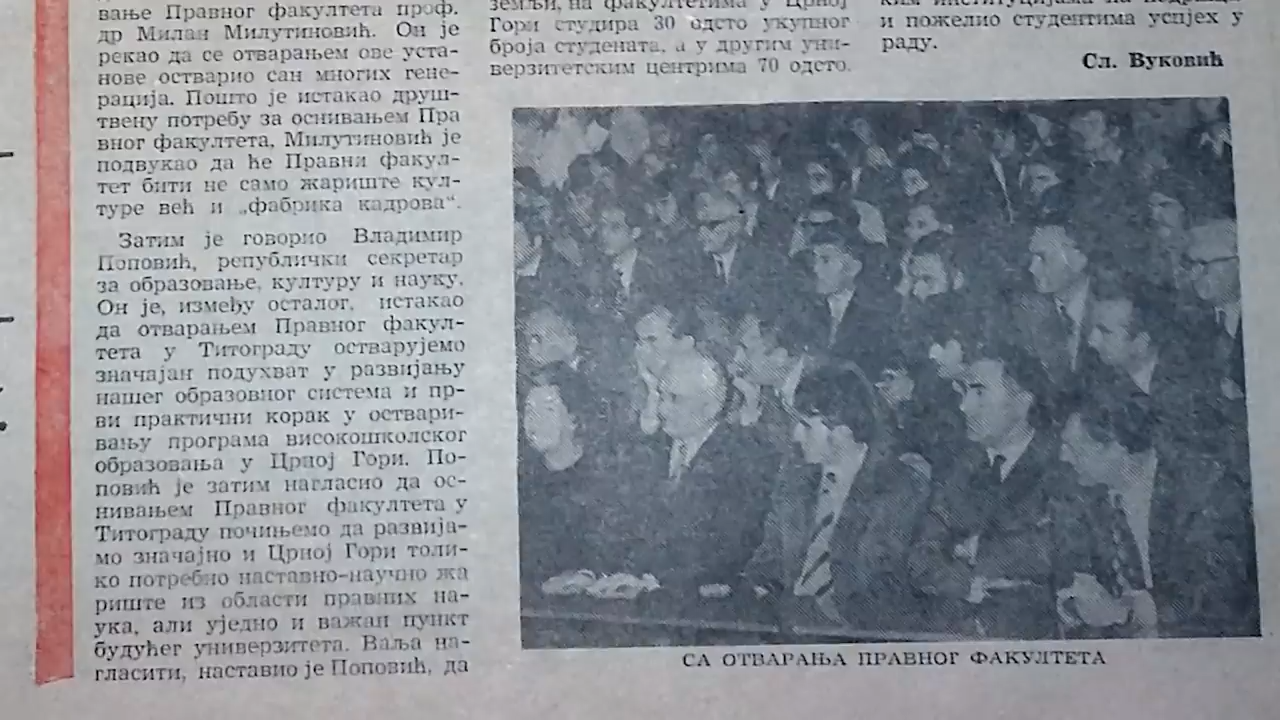 вање Правног факултета проф.
др Милан Милутиновић. Он је
рекао да се отварањем ове уста-
нове остварио сан многих гене-
рација. Пошто је истакао друш-
твену потребу за оснивањем Пра
вног факултета, Милутиновић је
подвукао да ће Правни факул-
тет бити не само жариште кул-
туре већ и „фабрика кадрова“.
Затим је говорио Владимир
Поповић, републички секретар
за образовање, културу и науку.
Он је, између осталог, истакао
да отварањем Правног факул-
тета у Титограду остварујемо
значајан подухват у развијању
нашег образовног система и пр-
ви практични корак у оствари-
вању програма високошколског
образовања у Црној Гори. По-
повић је затим нагласио да ос-
нивањем Правног факултета у
Титограду почињемо да развија-
мо значајно и Црној Гори толи-
ко потребно наставно-научно жа
риште из области правних на-
ука, али уједно и важан пункт
будућег универзитета. Ваља на-
гласити, наставио је Поповић, да
земљи, на факултетима у Црној
Гори студира 30 одсто укупног
броја студената, а у другим уни-
верзитетским центрима 70 одсто.
и пожелио студентима успјех у
раду.
Сл. Вуковић
СА ОТВАРАЊА ПРАВНОГ ФАКУЛТЕТА